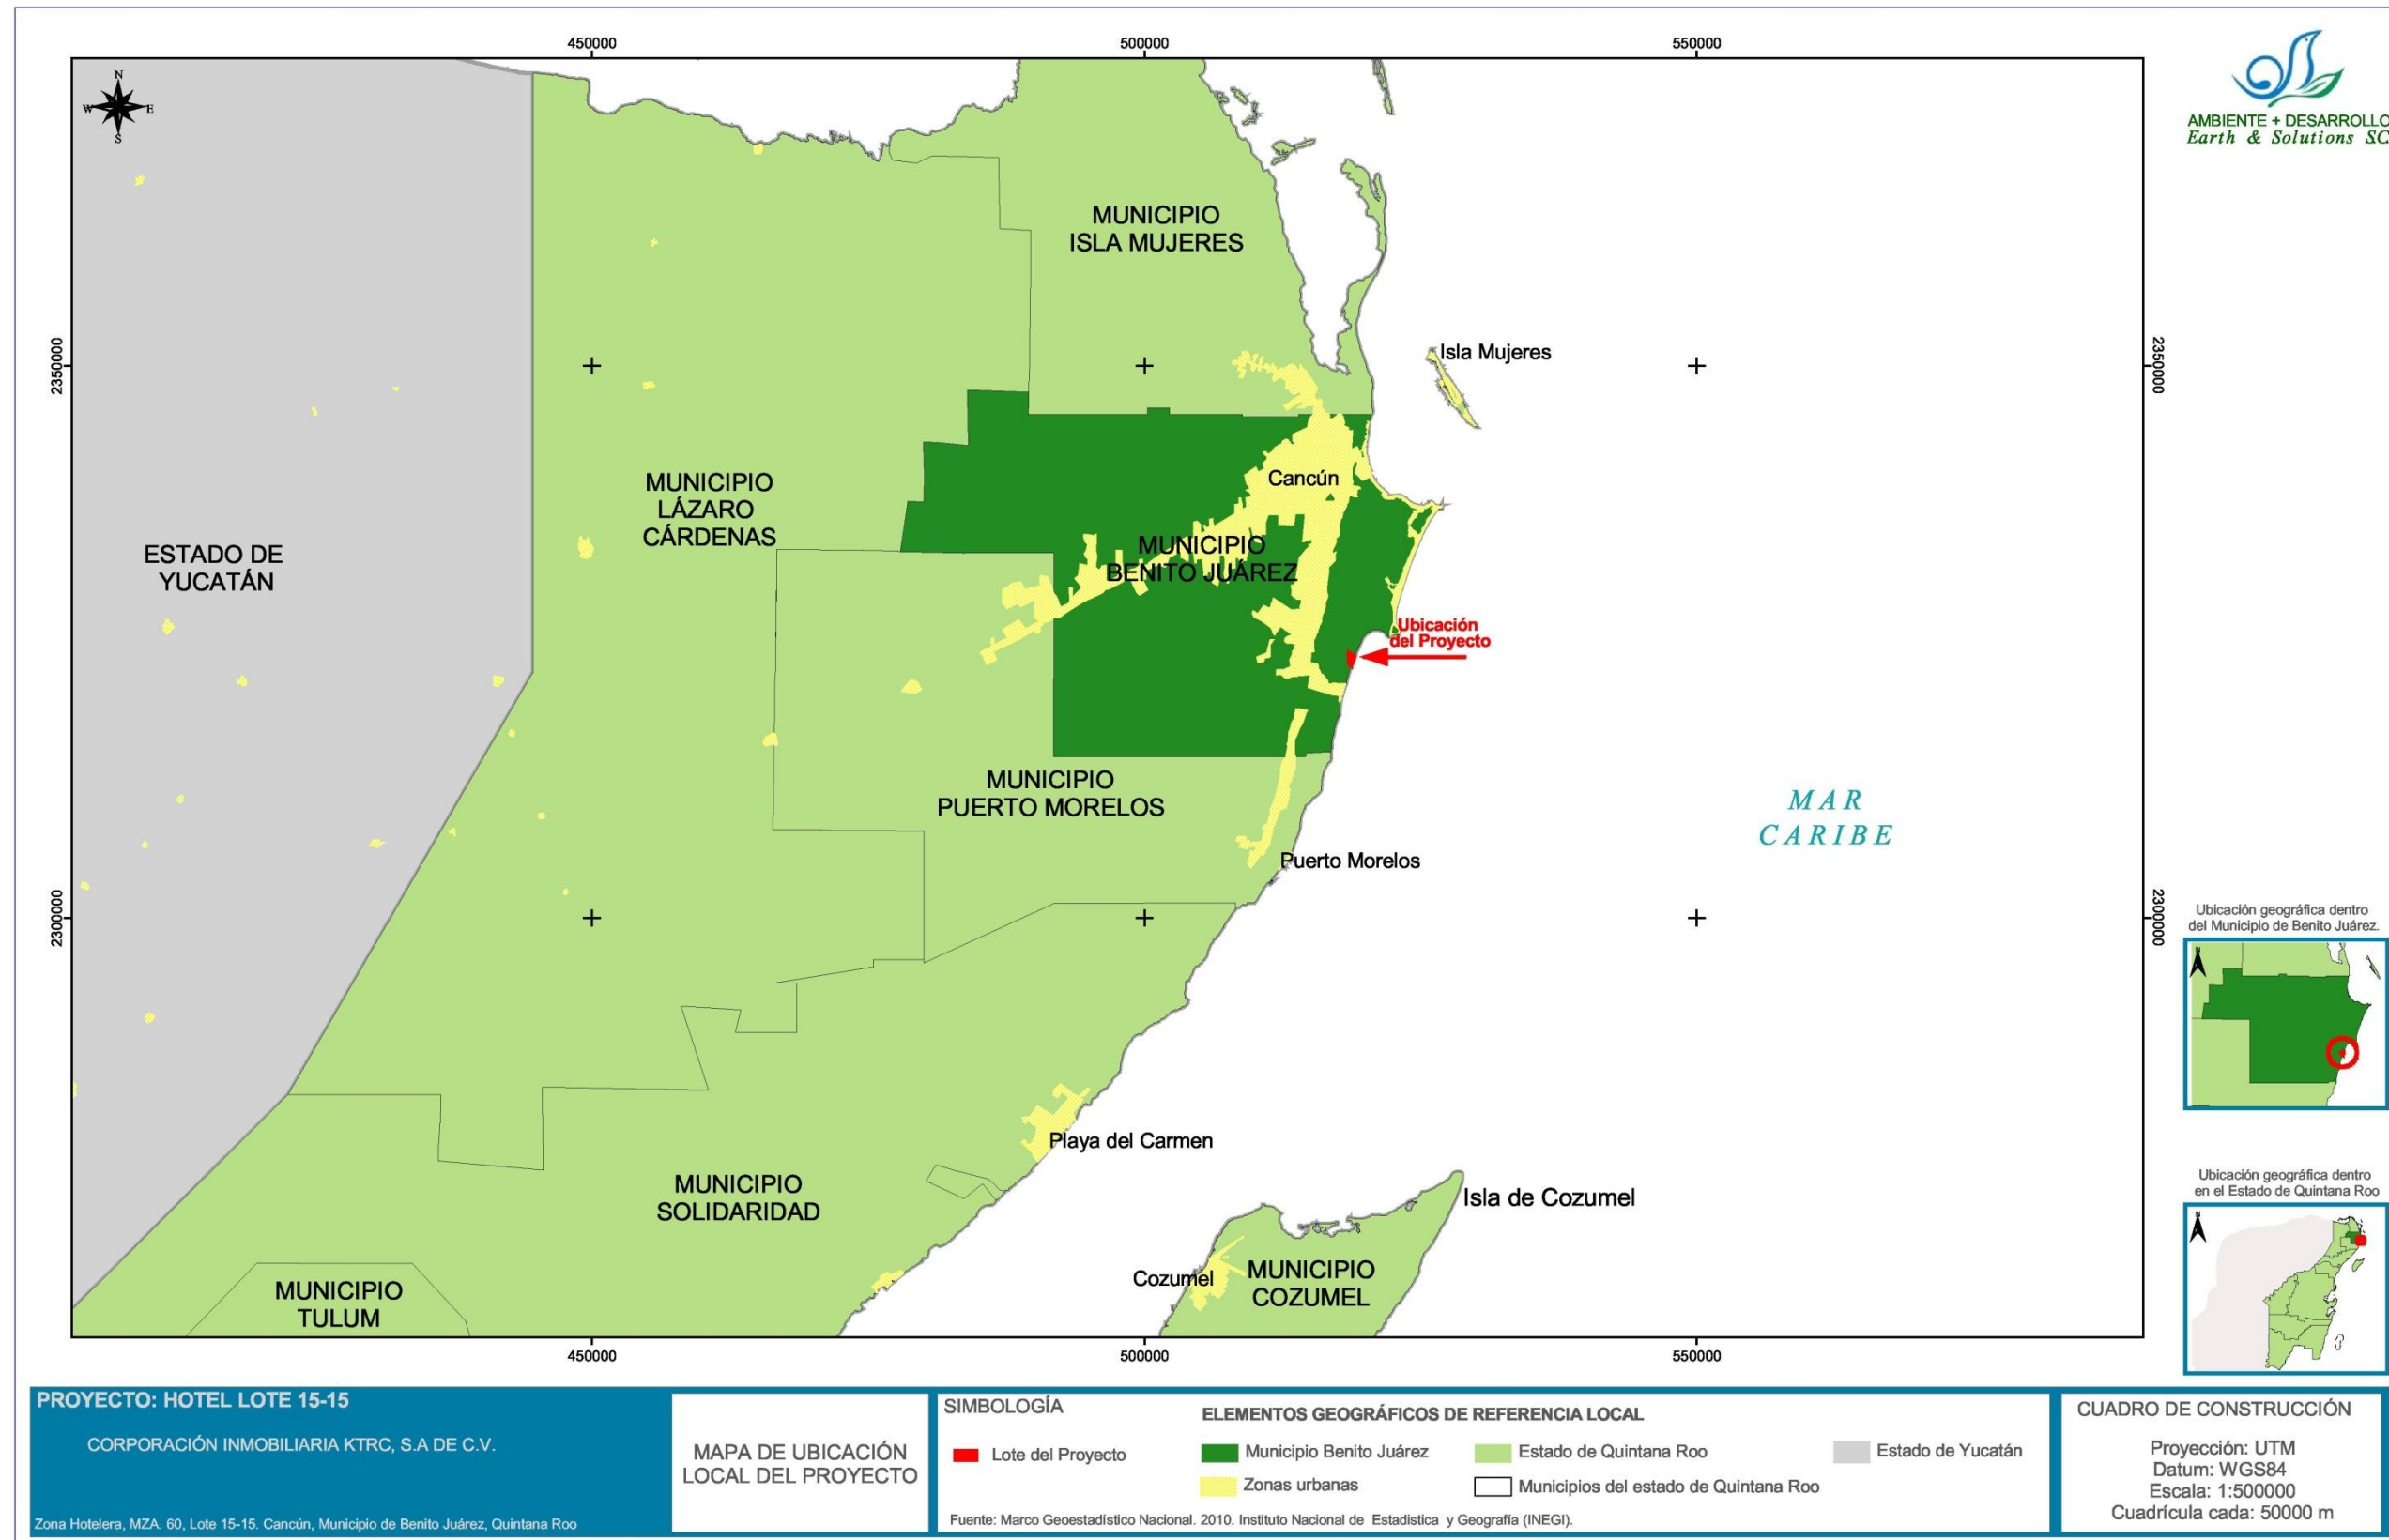 450000
500000
550000
N
W
E
S
AMBIENTE + DESARROLLO
Earth & Solutions SC
MUNICIPIO
ISLA MUJERES
2350000
Isla Mujeres
2350000
Cancún
MUNICIPIO
LÁZARO
CÁRDENAS
ESTADO DE
YUCATÁN
MUNICIPIO
BENITO JUÁREZ
Ubicación
del Proyecto
MUNICIPIO
PUERTO MORELOS
MAR
CARIBE
Puerto Morelos
2300000
2300000
Ubicación geográfica dentro
del Municipio de Benito Juárez.
N
Playa del Carmen
MUNICIPIO
SOLIDARIDAD
Isla de Cozumel
Ubicación geográfica dentro
en el Estado de Quintana Roo
N
Cozumel
MUNICIPIO
COZUMEL
MUNICIPIO
TULUM
450000
500000
550000
PROYECTO: HOTEL LOTE 15-15
CORPORACIÓN INMOBILIARIA KTRC, S.A DE C.V.
Zona Hotelera, MZA. 60, Lote 15-15. Cancún, Municipio de Benito Juárez, Quintana Roo
MAPA DE UBICACIÓN
LOCAL DEL PROYECTO
SIMBOLOGÍA
ELEMENTOS GEOGRÁFICOS DE REFERENCIA LOCAL
Lote del Proyecto
Municipio Benito Juárez
Estado de Quintana Roo
Estado de Yucatán
Zonas urbanas
Municipios del estado de Quintana Roo
Fuente: Marco Geoestadístico Nacional. 2010. Instituto Nacional de Estadistica y Geografía (INEGI).
CUADRO DE CONSTRUCCIÓN
Proyección: UTM
Datum: WGS84
Escala: 1:500000
Cuadrícula cada: 50000 m